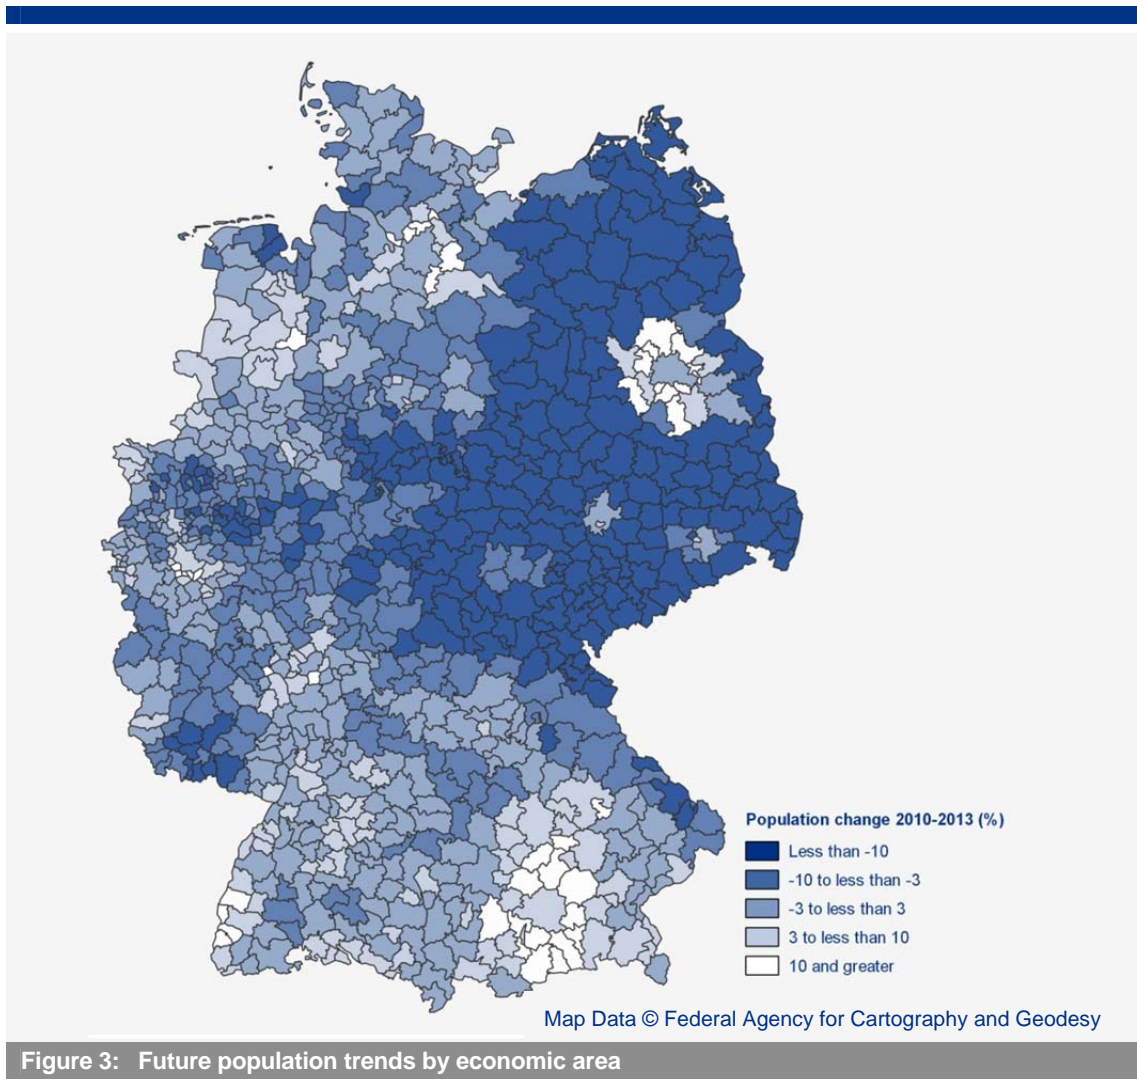 Population change 2010-2013 (%)
Less than -10
-10 to less than -3
-3 to less than 3
3 to less than 10
10 and greater
Map Data © Federal Agency for Cartography and Geodesy
Figure 3: Future population trends by economic area